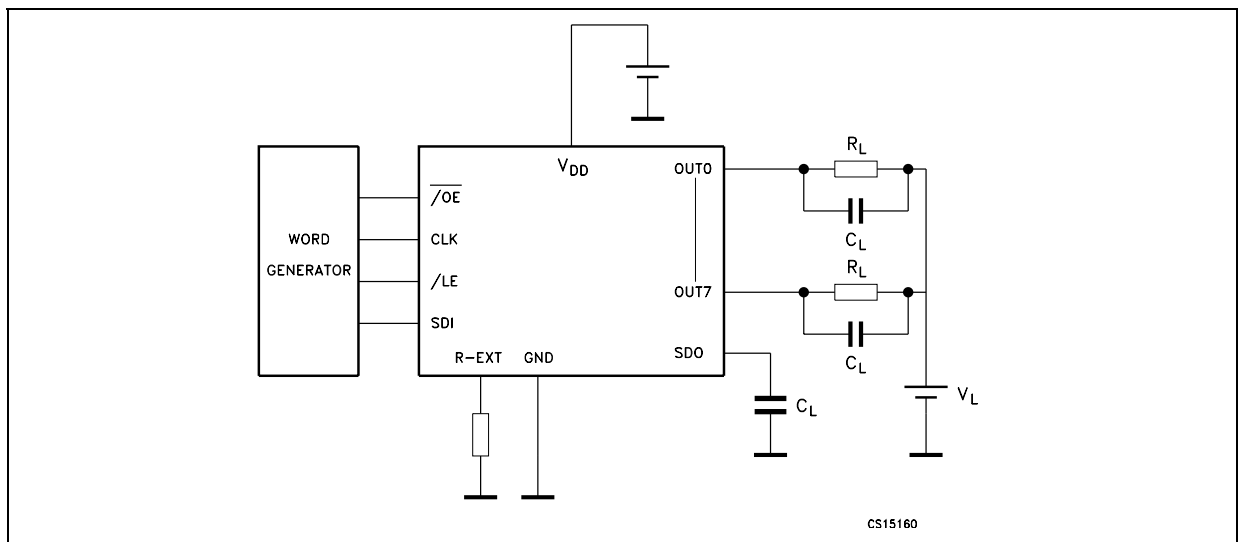 V_DD
OUT0
R_L
/OE
WORD
GENERATOR
CLK
C_L
/LE
R_L
OUT7
SDI
SDO
C_L
R-EXT
GND
V_L
C_L
CS15160